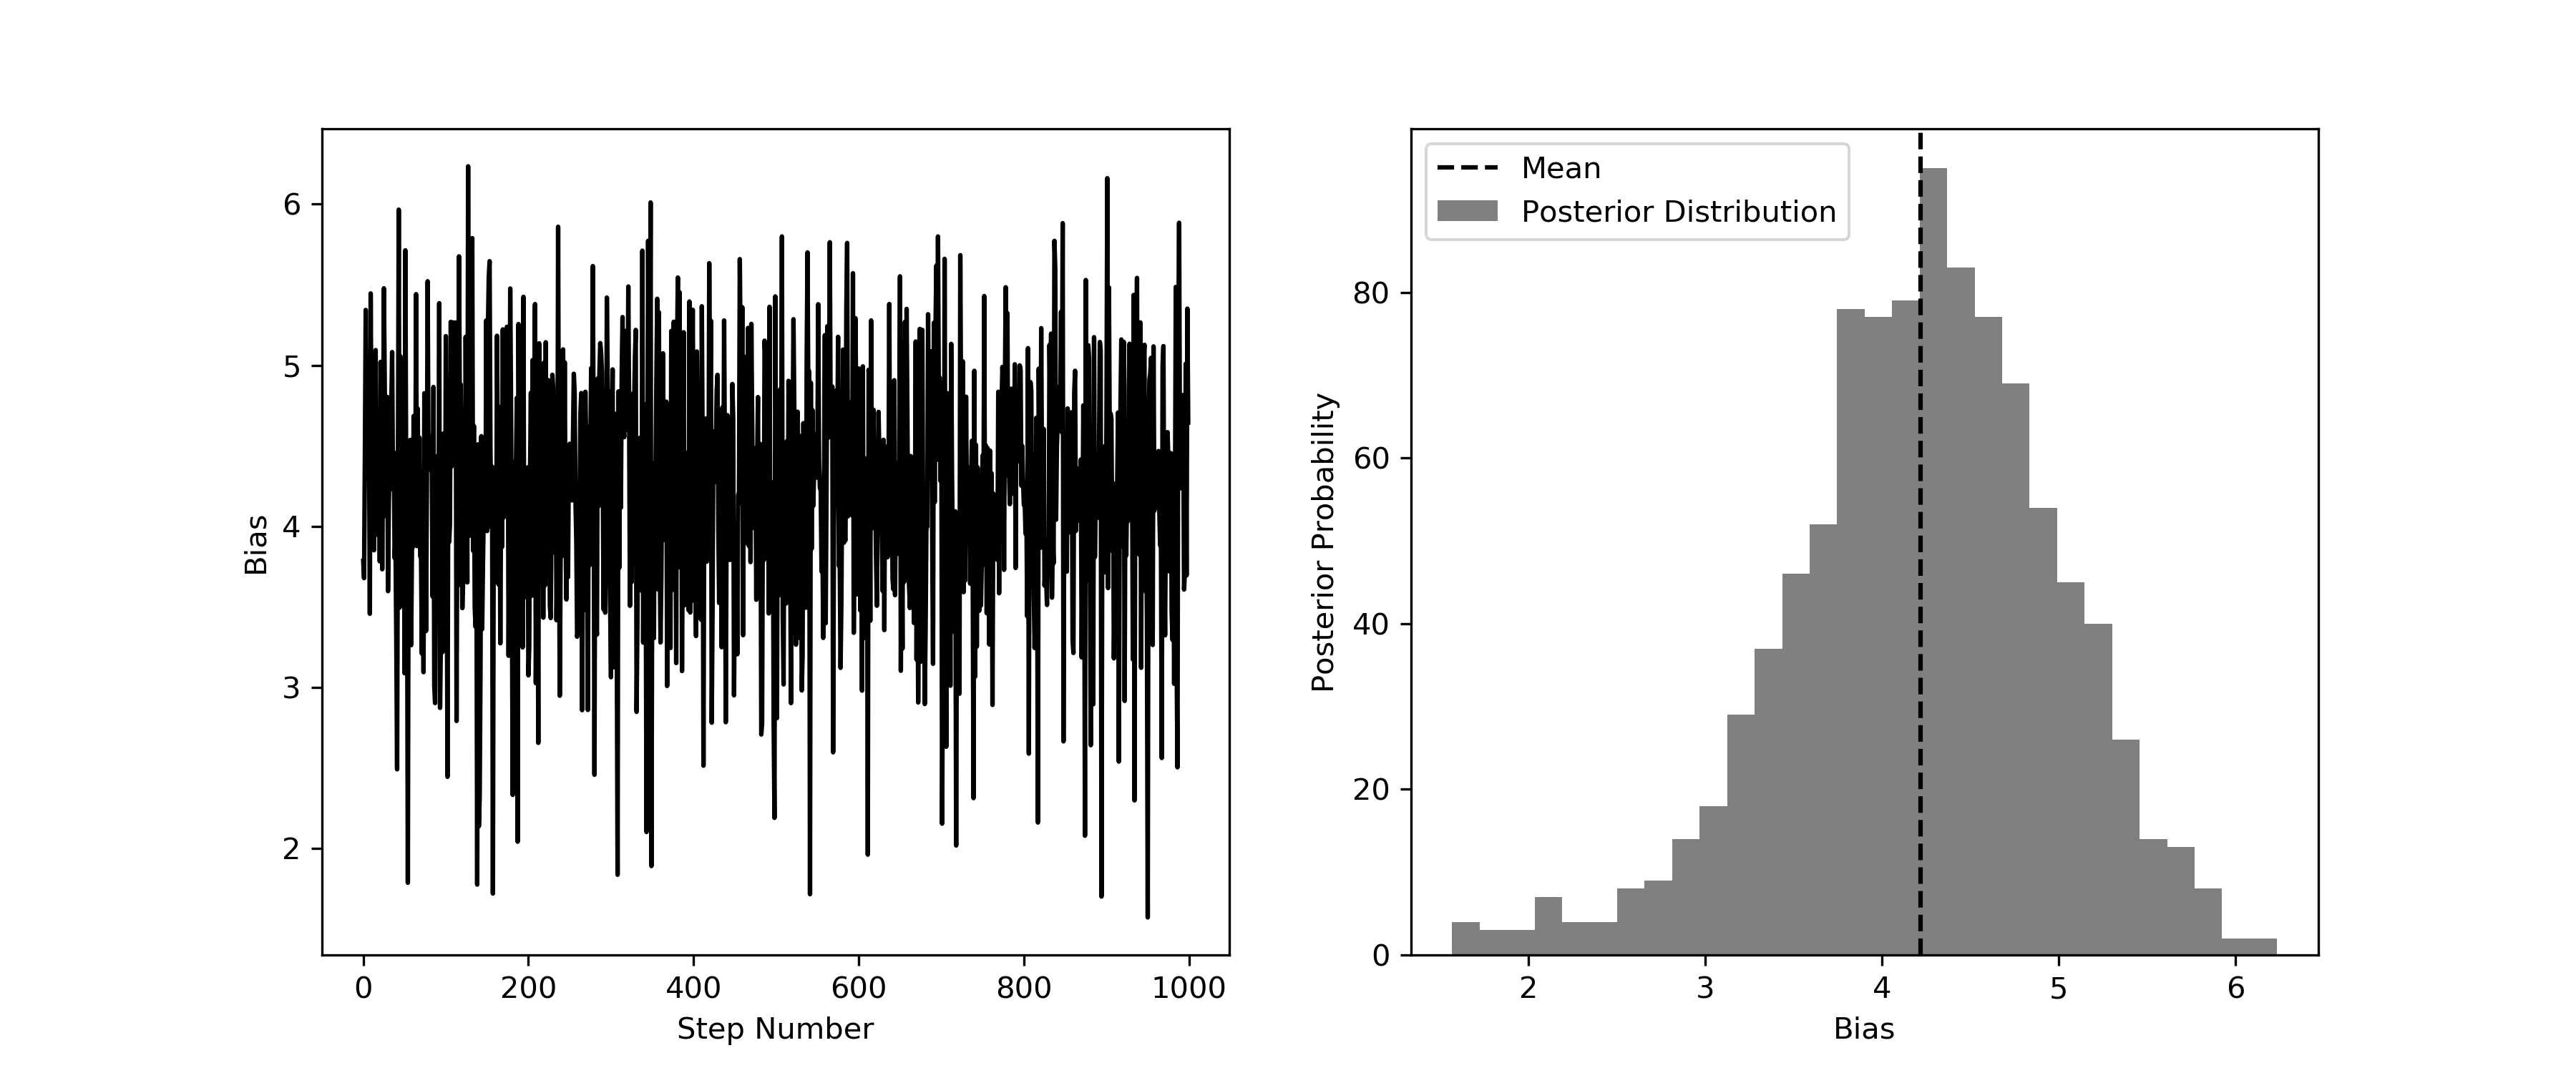 6
5
4
3
2
Bias
0 200 400 600 800 1000
Step Number
Mean
Posterior Distribution
80
60
40
20
0
Posterior Probability
2 3 4 5 6
Bias